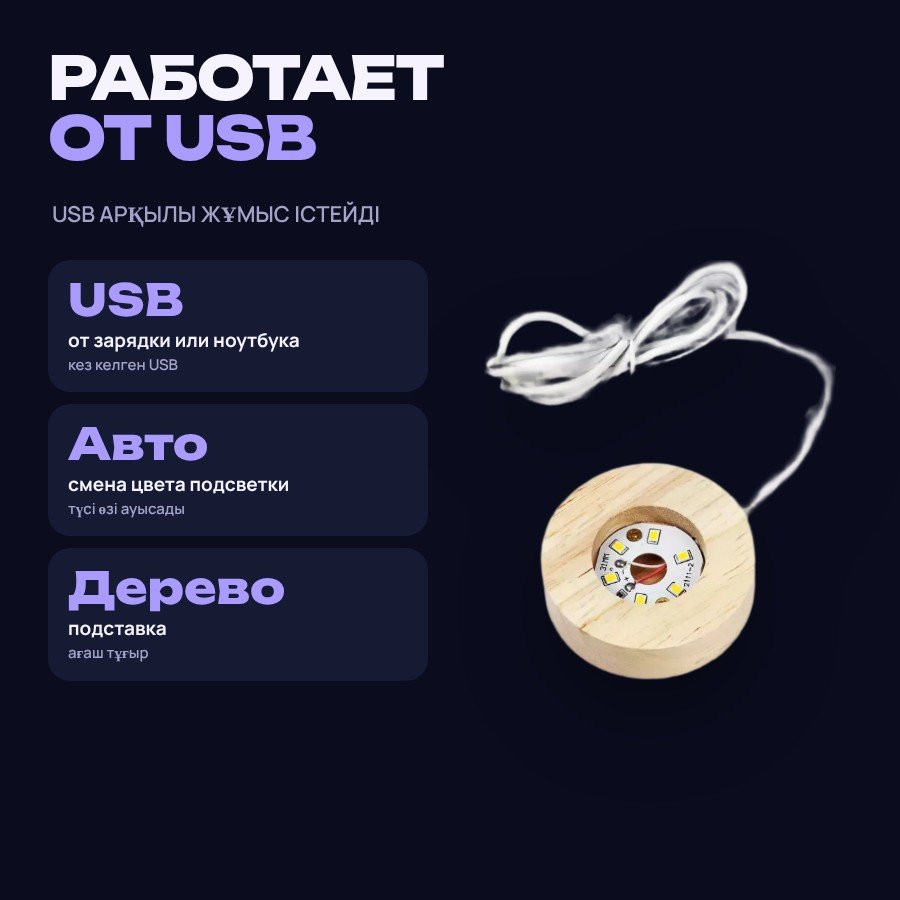 РАБОТАЕТ
ОТ USB
USB АРҚЫЛЫ ЖҰМЫС ІСТЕЙДІ
USB
от зарядки или ноутбука
кез келген USB
Авто
смена цвета подсветки
түсі өзі ауысады
Дерево
подставка
ағаш тұғыр